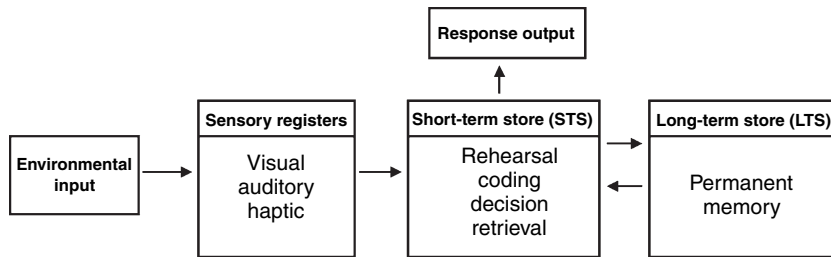 Response output
Sensory registers
Short-term store (STS)
Long-term store (LTS)
Environmental
input
Visual
auditory
haptic
Rehearsal
coding
decision
retrieval
Permanent
memory